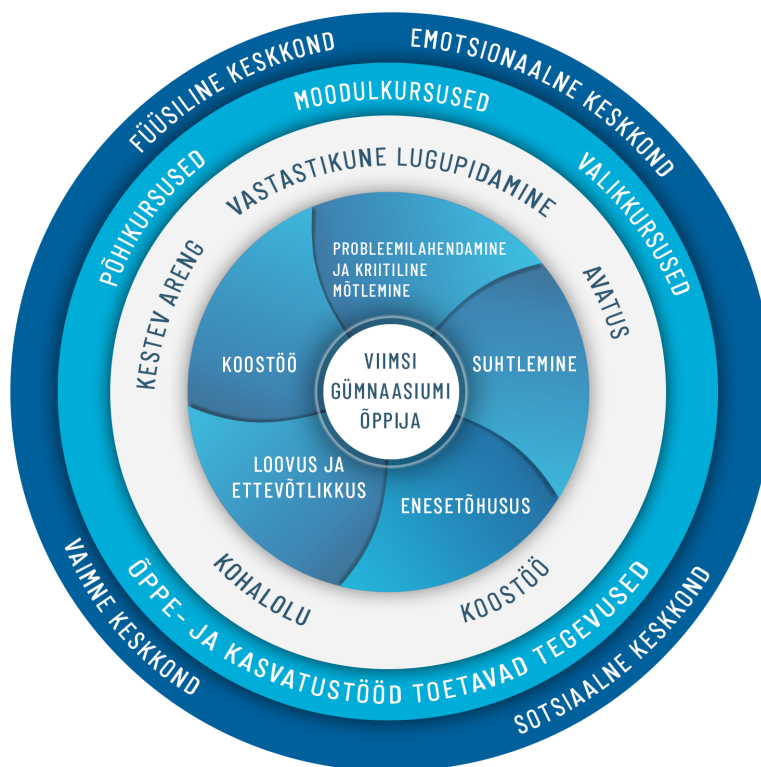 FÜÜSILINE KESKKOND
EMOTSIONAALNE KESKKOND
MOODULKURSUSED
PÕHIKURSUSED
VALIKKURSUSED
VASTASTIKUNE LUGUPIDAMINE
KESTEV ARENG
AVATUS
PROBLEEMILAHENDAMINE
JA KRIITILINE
MÕTLEMINE
KOOSTÖÖ
VIIMSI
GÜMNAASIUMI
ÕPPIJA
SUHTLEMINE
LOOVUS JA
ETTEVÕTLIKKUS
ENESETÕHUSUS
KOHALOLU
KOOSTÖÖ
ÕPPE- JA KASVATUSTÖÖD TOETAVAD TEGEVUSED
VAIMNE KESKKOND
SOTSIAALNE KESKKOND